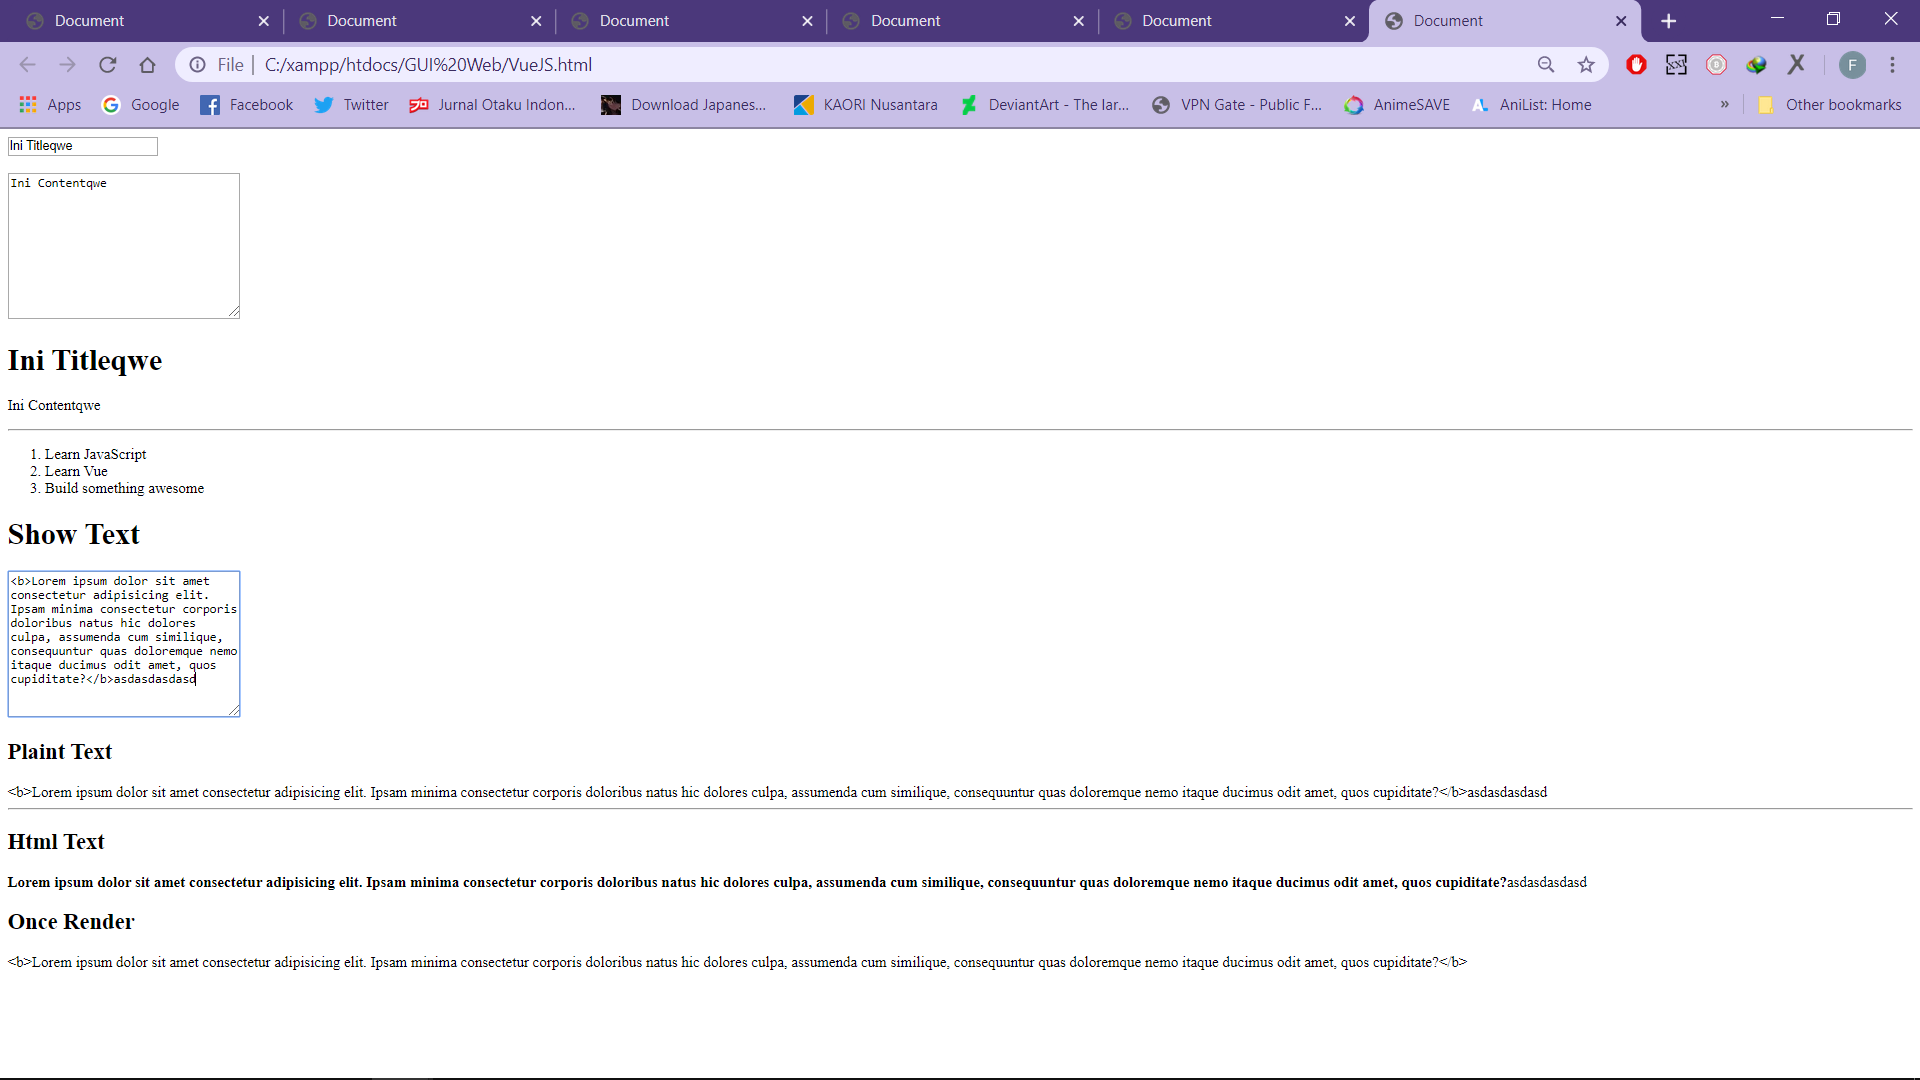 Document
Document
Document
Document
Document
Document
File C:/xampp/htdocs/GUI%20Web/VueJS.html
F
Apps Google Facebook Twitter Jurnal Otaku Indon... Download Japanes... KAORI Nusantara DeviantArt - The lar... VPN Gate - Public F... AnimeSAVE AniList: Home » Other bookmarks
Ini Titleqwe
Ini Contentqwe
Ini Titleqwe
Ini Contentqwe
1. Learn JavaScript
2. Learn Vue
3. Build something awesome
Show Text
<b>Lorem ipsum dolor sit amet
consectetur adipisicing elit.
Ipsam minima consectetur corporis
doloribus natus hic dolores
culpa, assumenda cum similique,
consequuntur quas doloremque nemo
itaque ducimus odit amet, quos
cupiditate?</b>asdasdasdasd
Plaint Text
<b>Lorem ipsum dolor sit amet consectetur adipisicing elit. Ipsam minima consectetur corporis doloribus natus hic dolores culpa, assumenda cum similique, consequuntur quas doloremque nemo itaque ducimus odit amet, quos cupiditate?</b>asdasdasdasd
Html Text
Lorem ipsum dolor sit amet consectetur adipisicing elit. Ipsam minima consectetur corporis doloribus natus hic dolores culpa, assumenda cum similique, consequuntur quas doloremque nemo itaque ducimus odit amet, quos cupiditate?asdasdasdasd
Once Render
<b>Lorem ipsum dolor sit amet consectetur adipisicing elit. Ipsam minima consectetur corporis doloribus natus hic dolores culpa, assumenda cum similique, consequuntur quas doloremque nemo itaque ducimus odit amet, quos cupiditate?</b>